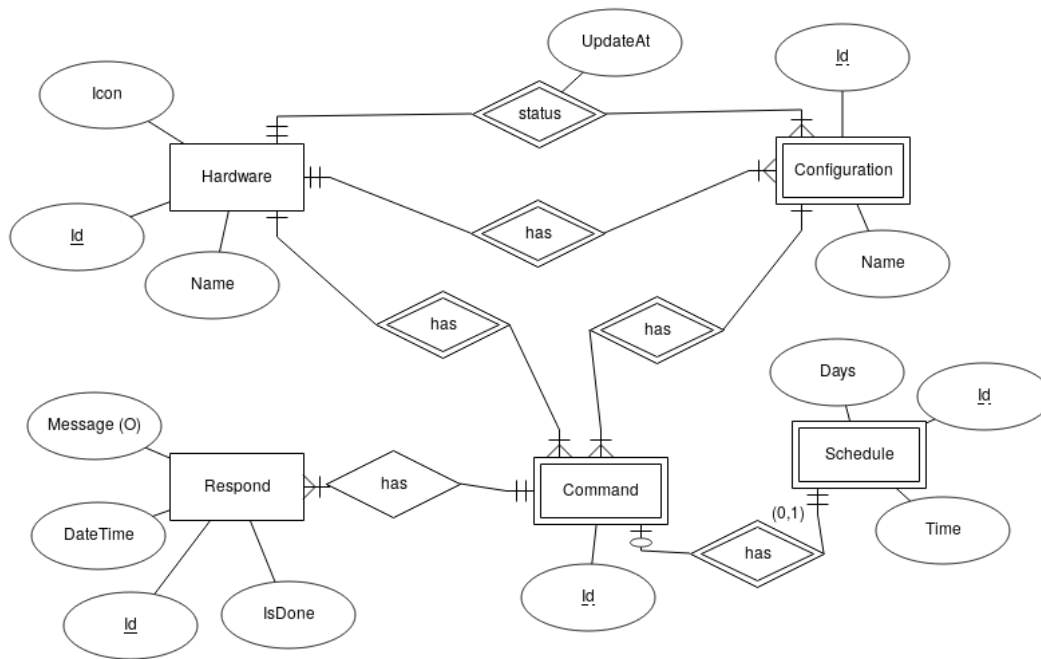 UpdateAt
Id
Icon
status
Hardware
Configuration
Id
has
Name
Name
has
has
Days
Id
Message (O)
Schedule
Respond
has
Command
(0,1)
DateTime
Time
has
Id
IsDone
Id